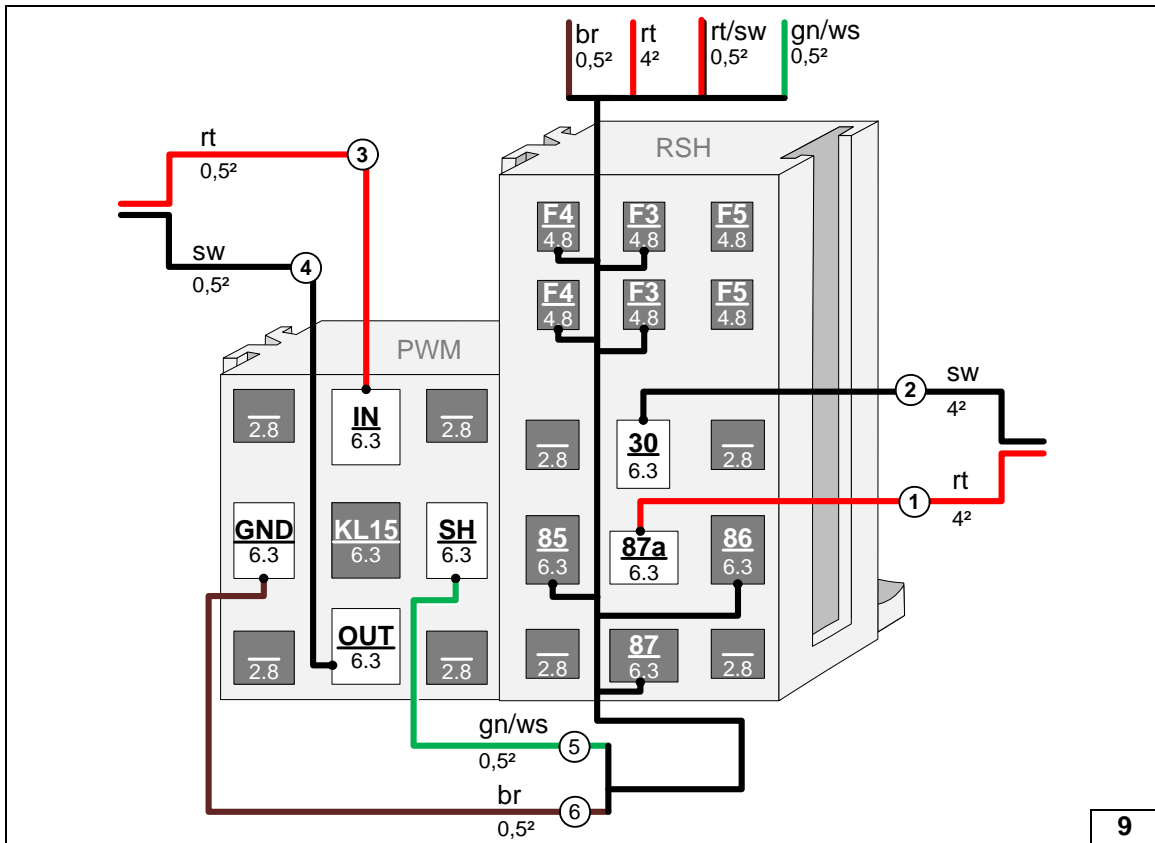 br rt rt/sw gn/ws
0,5² 4² 0,5² 0,5²
rt
0,5²
3
RSH
F4 F3 F5
4.8 4.8 4.8
sw
0,5²
4
F4 F3 F5
4.8 4.8 4.8
PWM
2.8
IN
6.3
2.8
2
sw
4²
2.8
30
6.3
2.8
rt
4²
1
GND
6.3
KL15
6.3
SH
6.3
85
6.3
87a
6.3
86
6.3
2.8
OUT
6.3
2.8
2.8
87
6.3
2.8
gn/ws
0,5²
5
br
0,5²
6
9